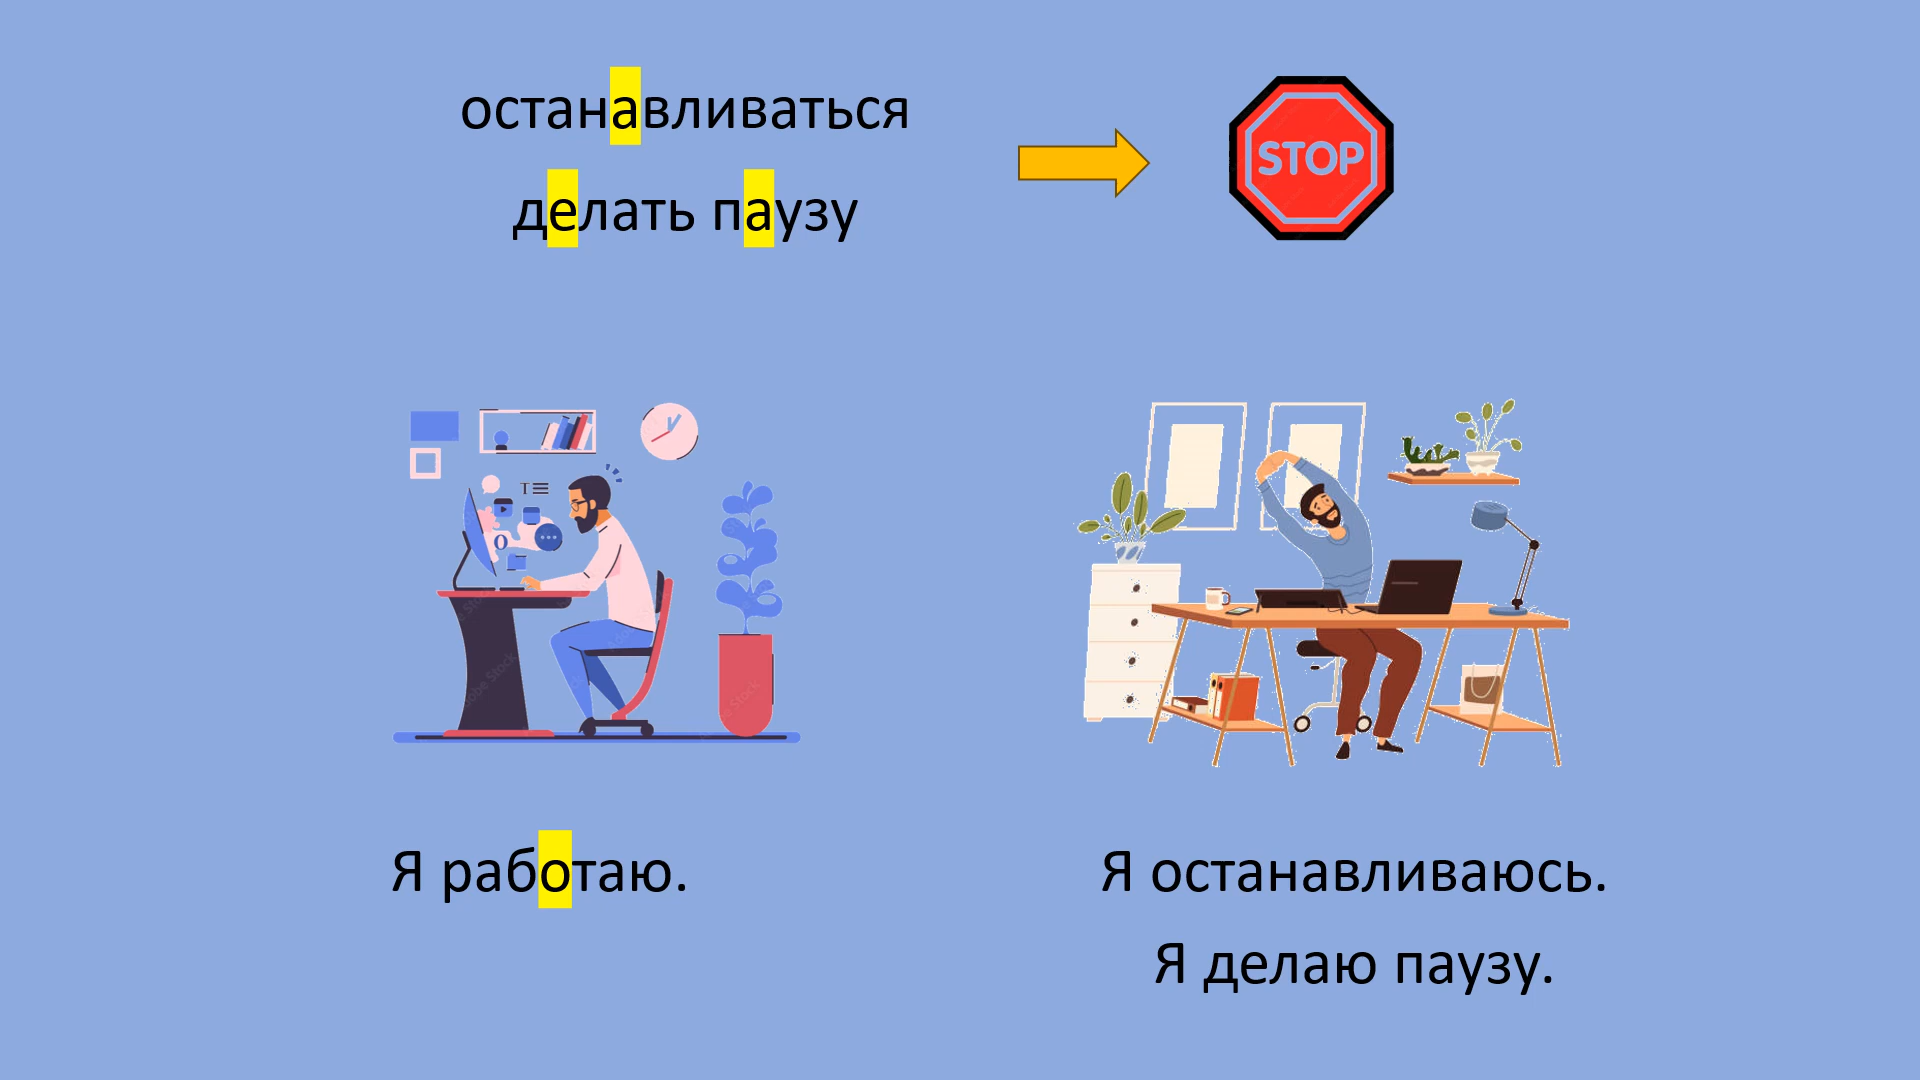 останавливаться
делать паузу
STOP
Я работаю.
Я останавливаюсь.
Я делаю паузу.